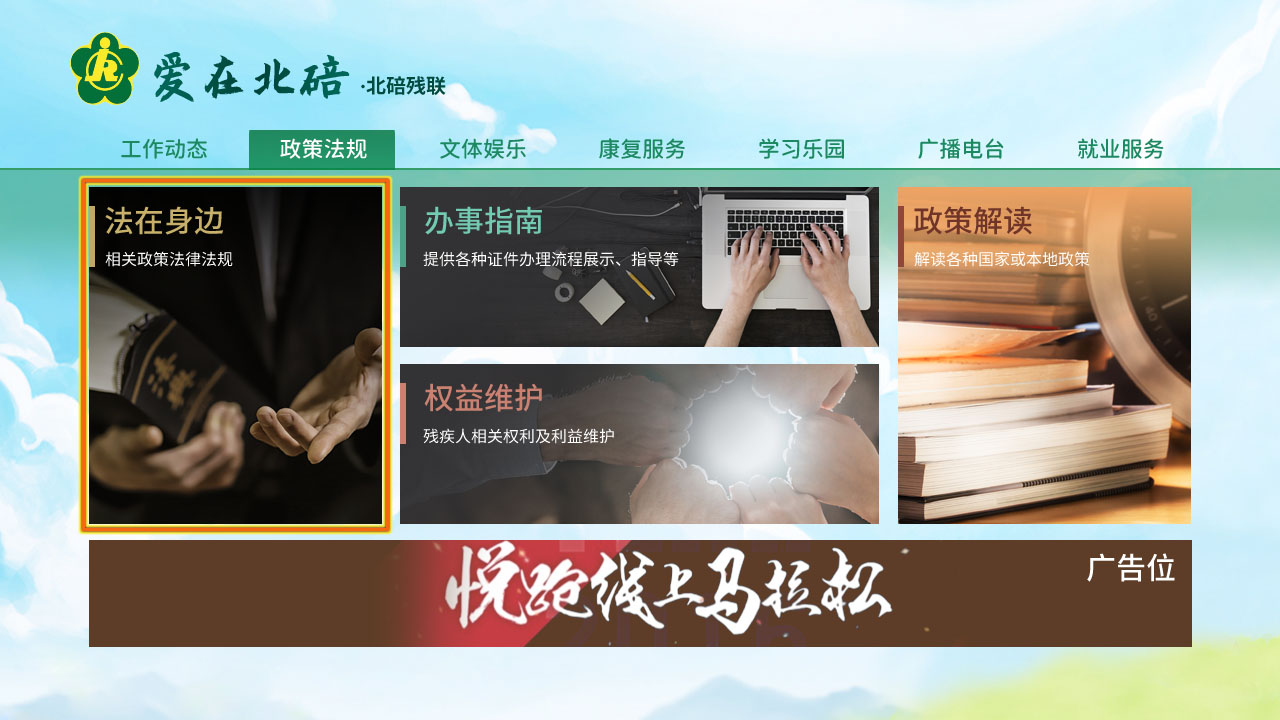 爱在北碚·北碚残联
工作动态 政策法规 文体娱乐 康复服务 学习乐园 广播电台 就业服务
法在身边
相关政策法律法规
办事指南
提供各种证件办理流程展示、指导等
权益维护
残疾人相关权利及利益维护
政策解读
解读各种国家或本地政策
悦跑线上马拉松
广告位